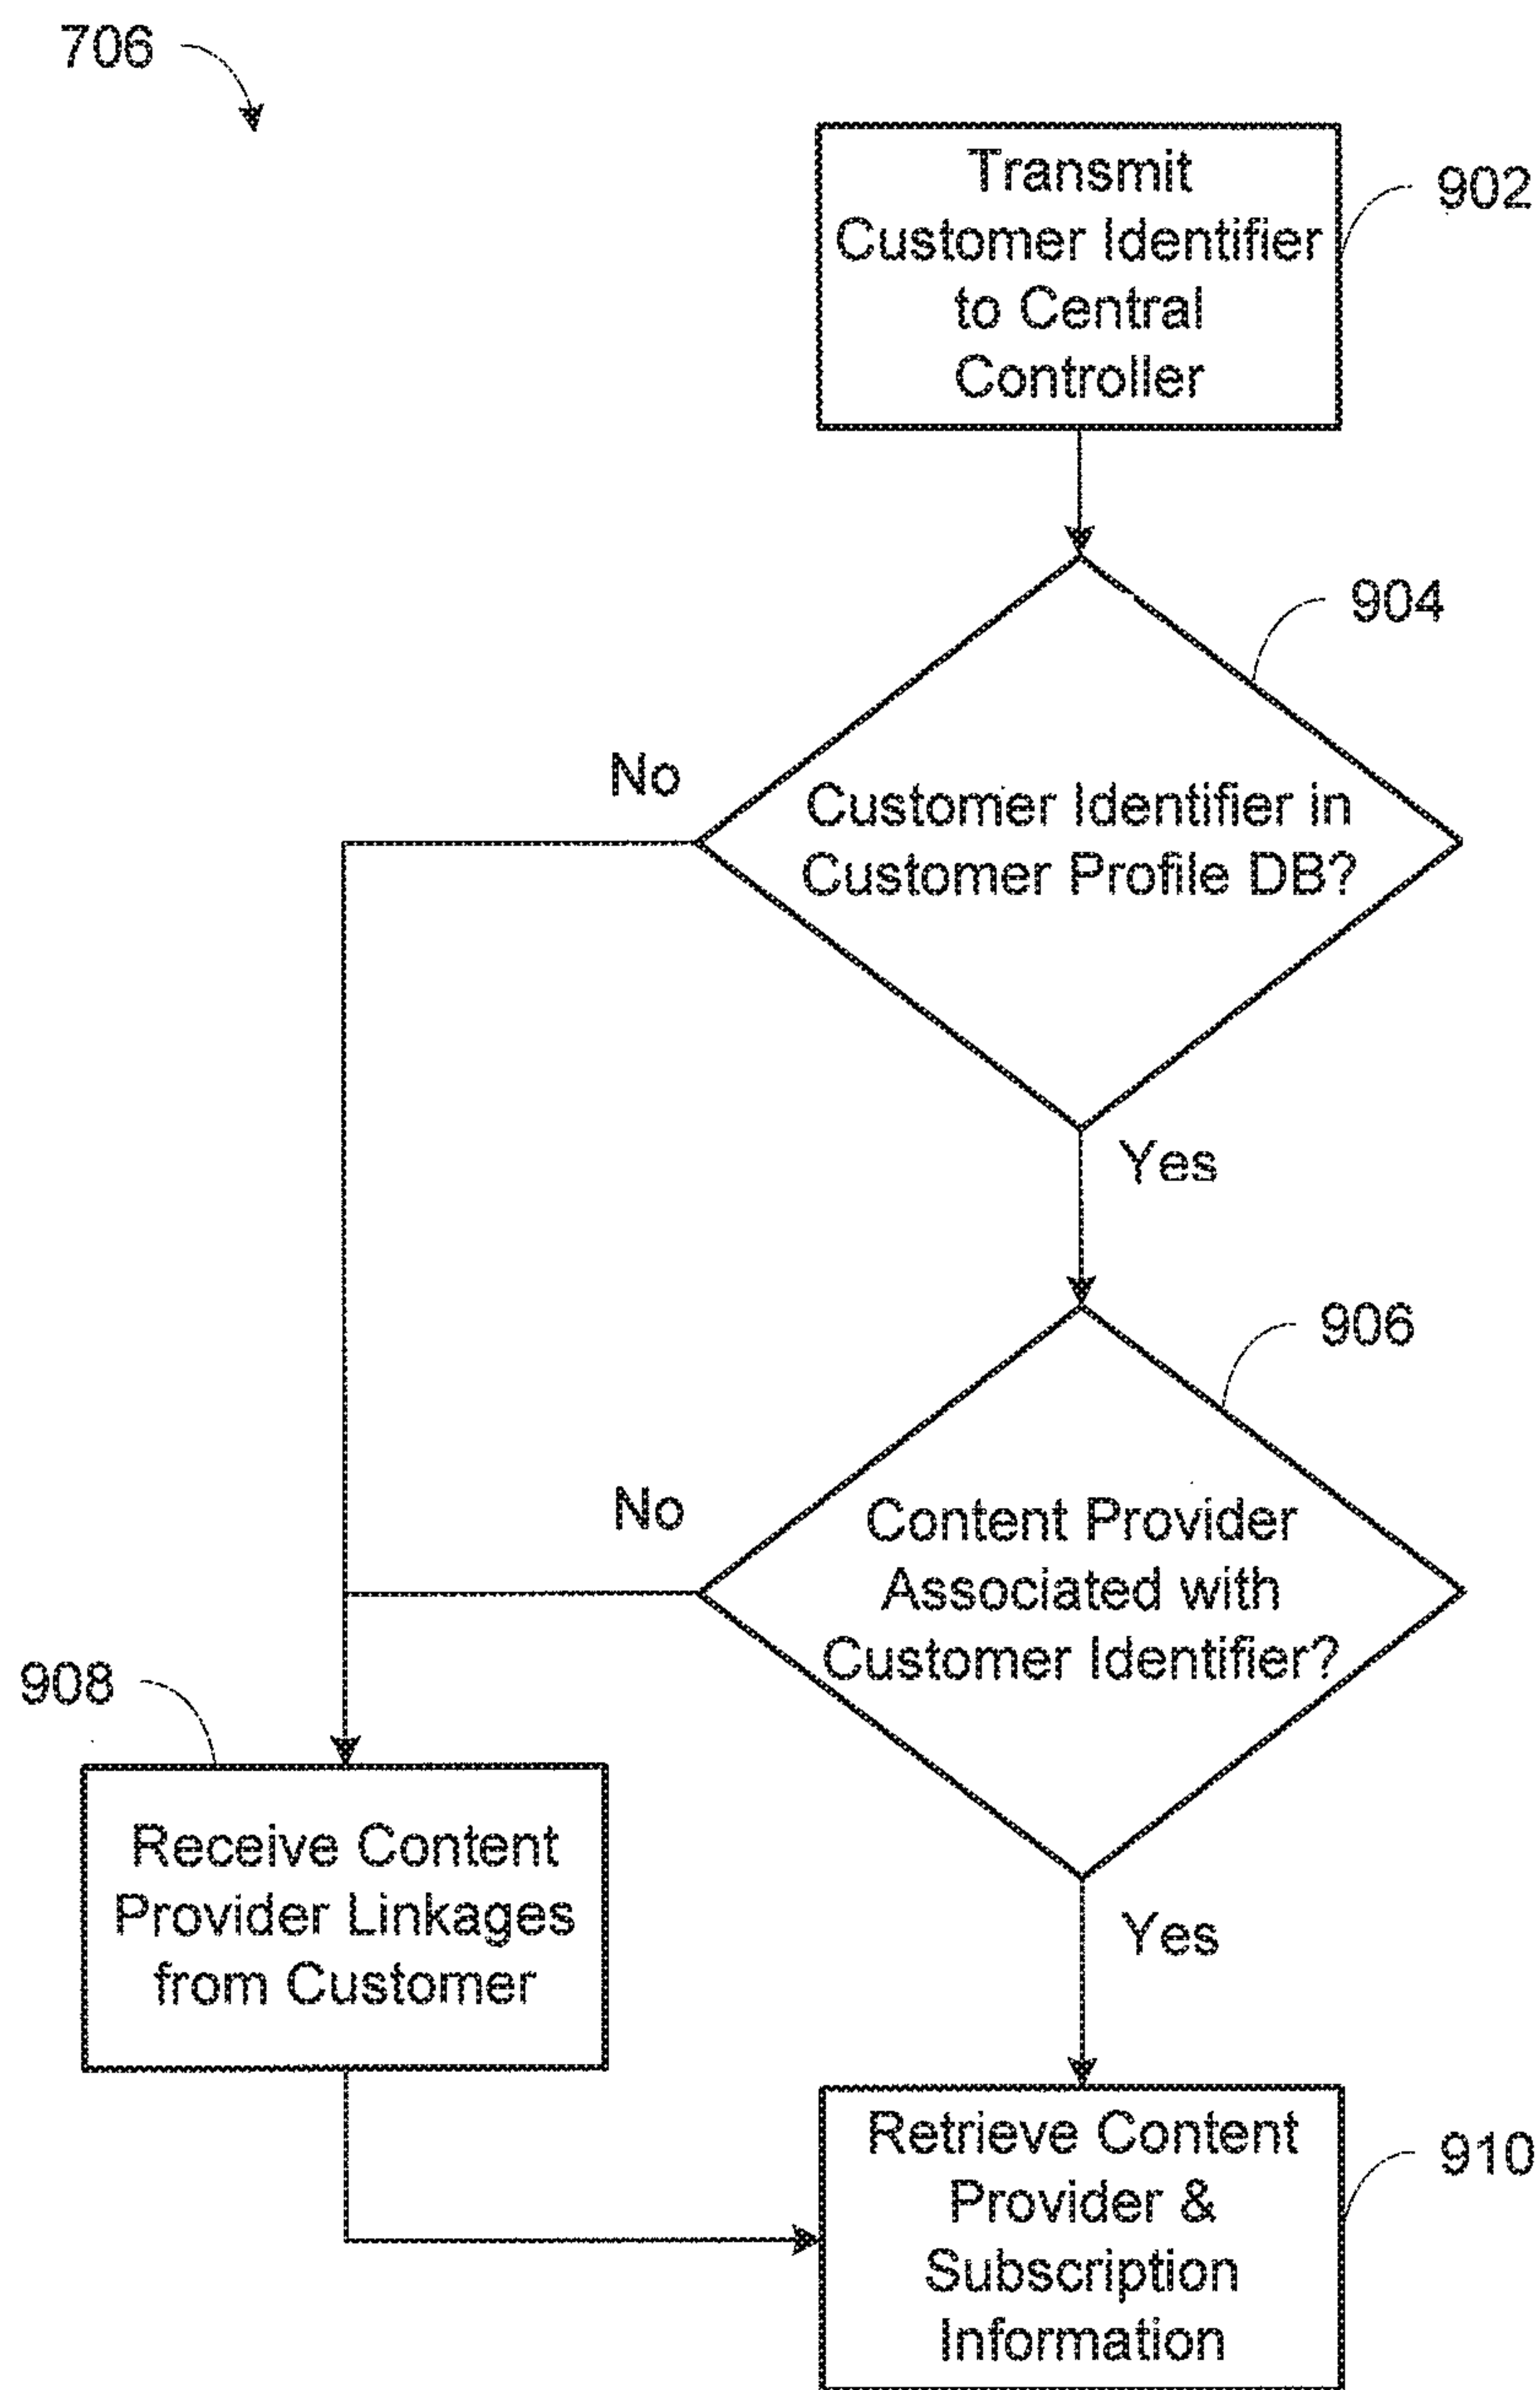 706
Transmit
Customer Identifier
to Central
Controller
902
904
No
Customer Identifier in
Customer Profile DB?
Yes
906
No
Content Provider
Associated with
Customer Identifier?
908
Receive Content
Provider Linkages
from Customer
Yes
Retrieve Content
Provider &
Subscription
Information
910